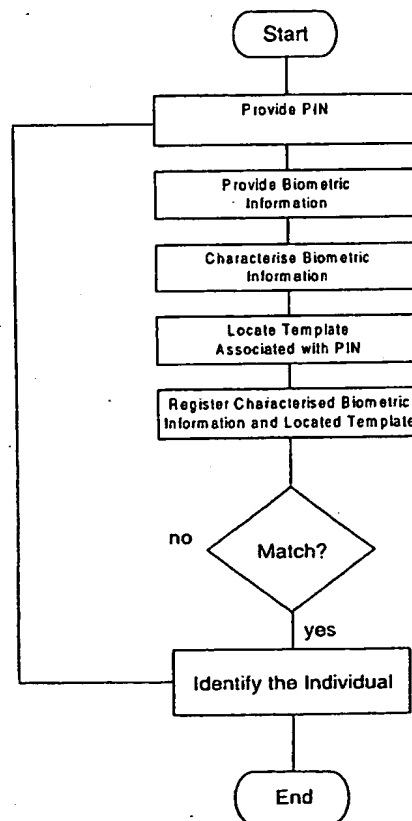 Start
Provide PIN
Provide Biometric
Information
Characterise Biometric
Information
Locate Template
Associated with PIN
Register Characterised Biometric
Information and Located Template
no
Match?
yes
Identify the Individual
End